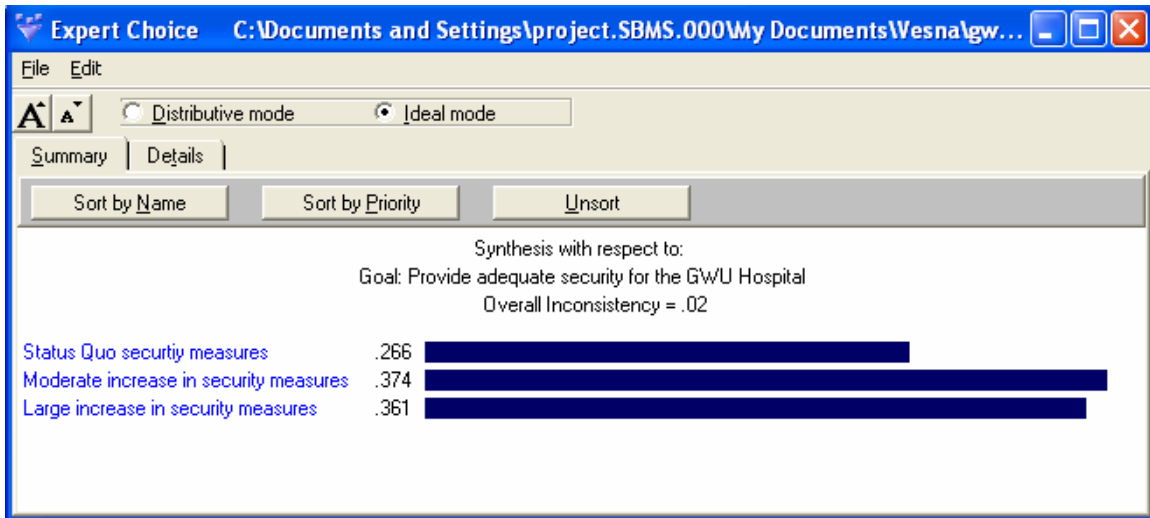 Expert Choice C:\Documents and Settings\project.SBMS.000\My Documents\Vesna\gw...
File Edit
A A Distributive mode Ideal mode
Summary Details
Sort by Name Sort by Priority Unsort
Synthesis with respect to:
Goal: Provide adequate security for the GWU Hospital
Overall Inconsistency = .02
Status Quo securtiy measures .266
Moderate increase in security measures .374
Large increase in security measures .361